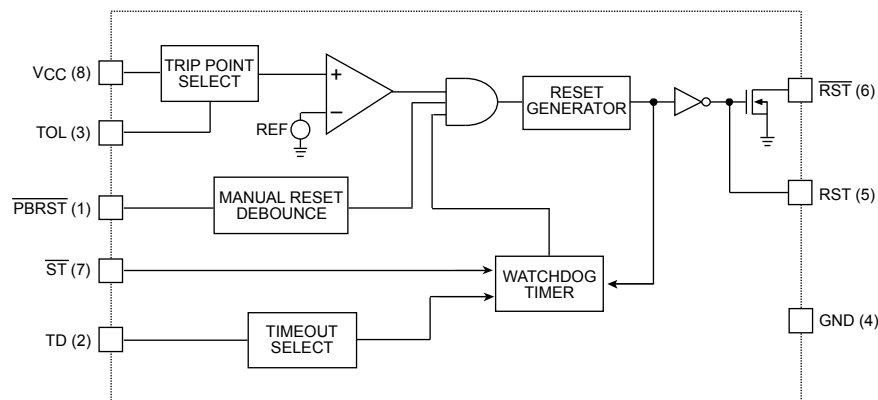 VCC (8)
TRIP POINT
SELECT
+
−
REF
TOL (3)
RESET
GENERATOR
RST (6)
RST (5)
PBRST (1)
MANUAL RESET
DEBOUNCE
ST (7)
WATCHDOG
TIMER
TD (2)
TIMEOUT
SELECT
GND (4)